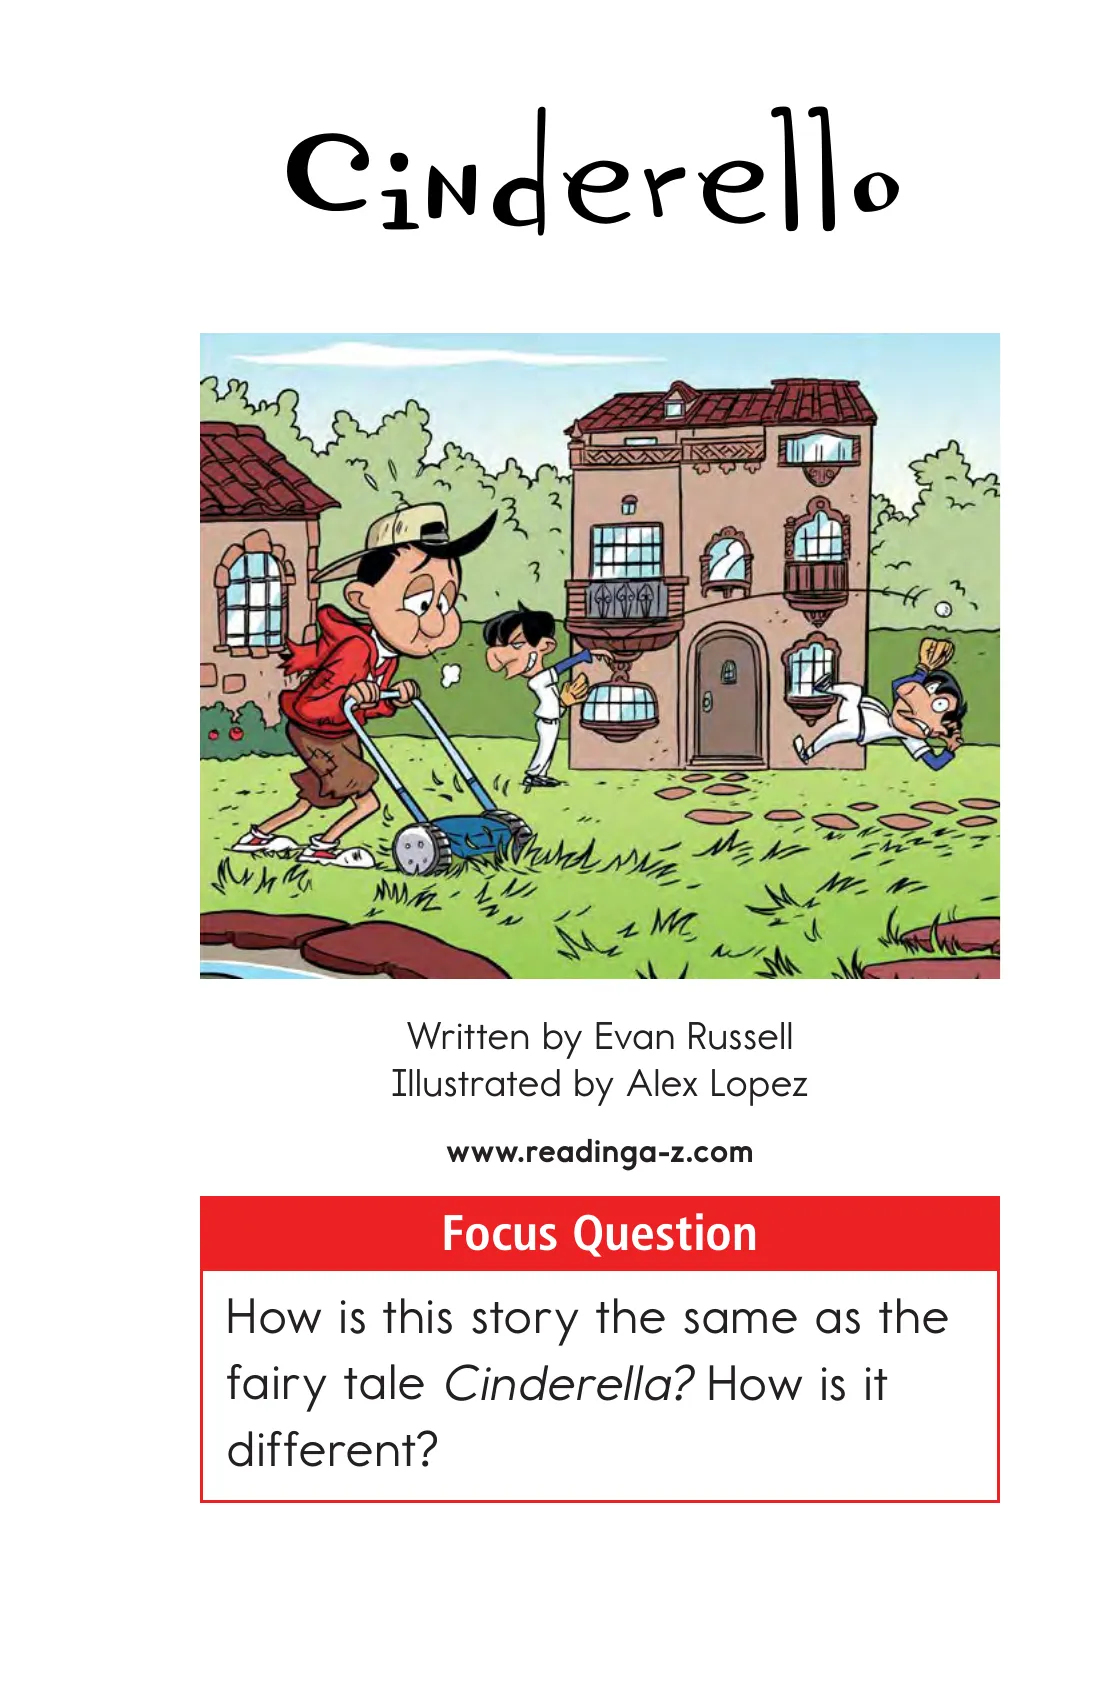 Cinderello
Written by Evan Russell
Illustrated by Alex Lopez
www.readinga-z.com
Focus Question
How is this story the same as the
fairy tale Cinderella? How is it
different?